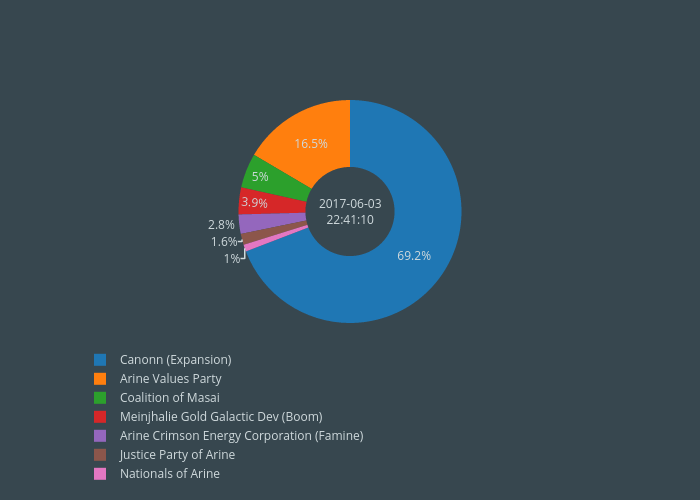 16.5%
5%
3.9%
2.8%
1.6%
1%
69.2%
2017-06-03
22:41:10
Canonn (Expansion)
Arine Values Party
Coalition of Masai
Meinjhalie Gold Galactic Dev (Boom)
Arine Crimson Energy Corporation (Famine)
Justice Party of Arine
Nationals of Arine